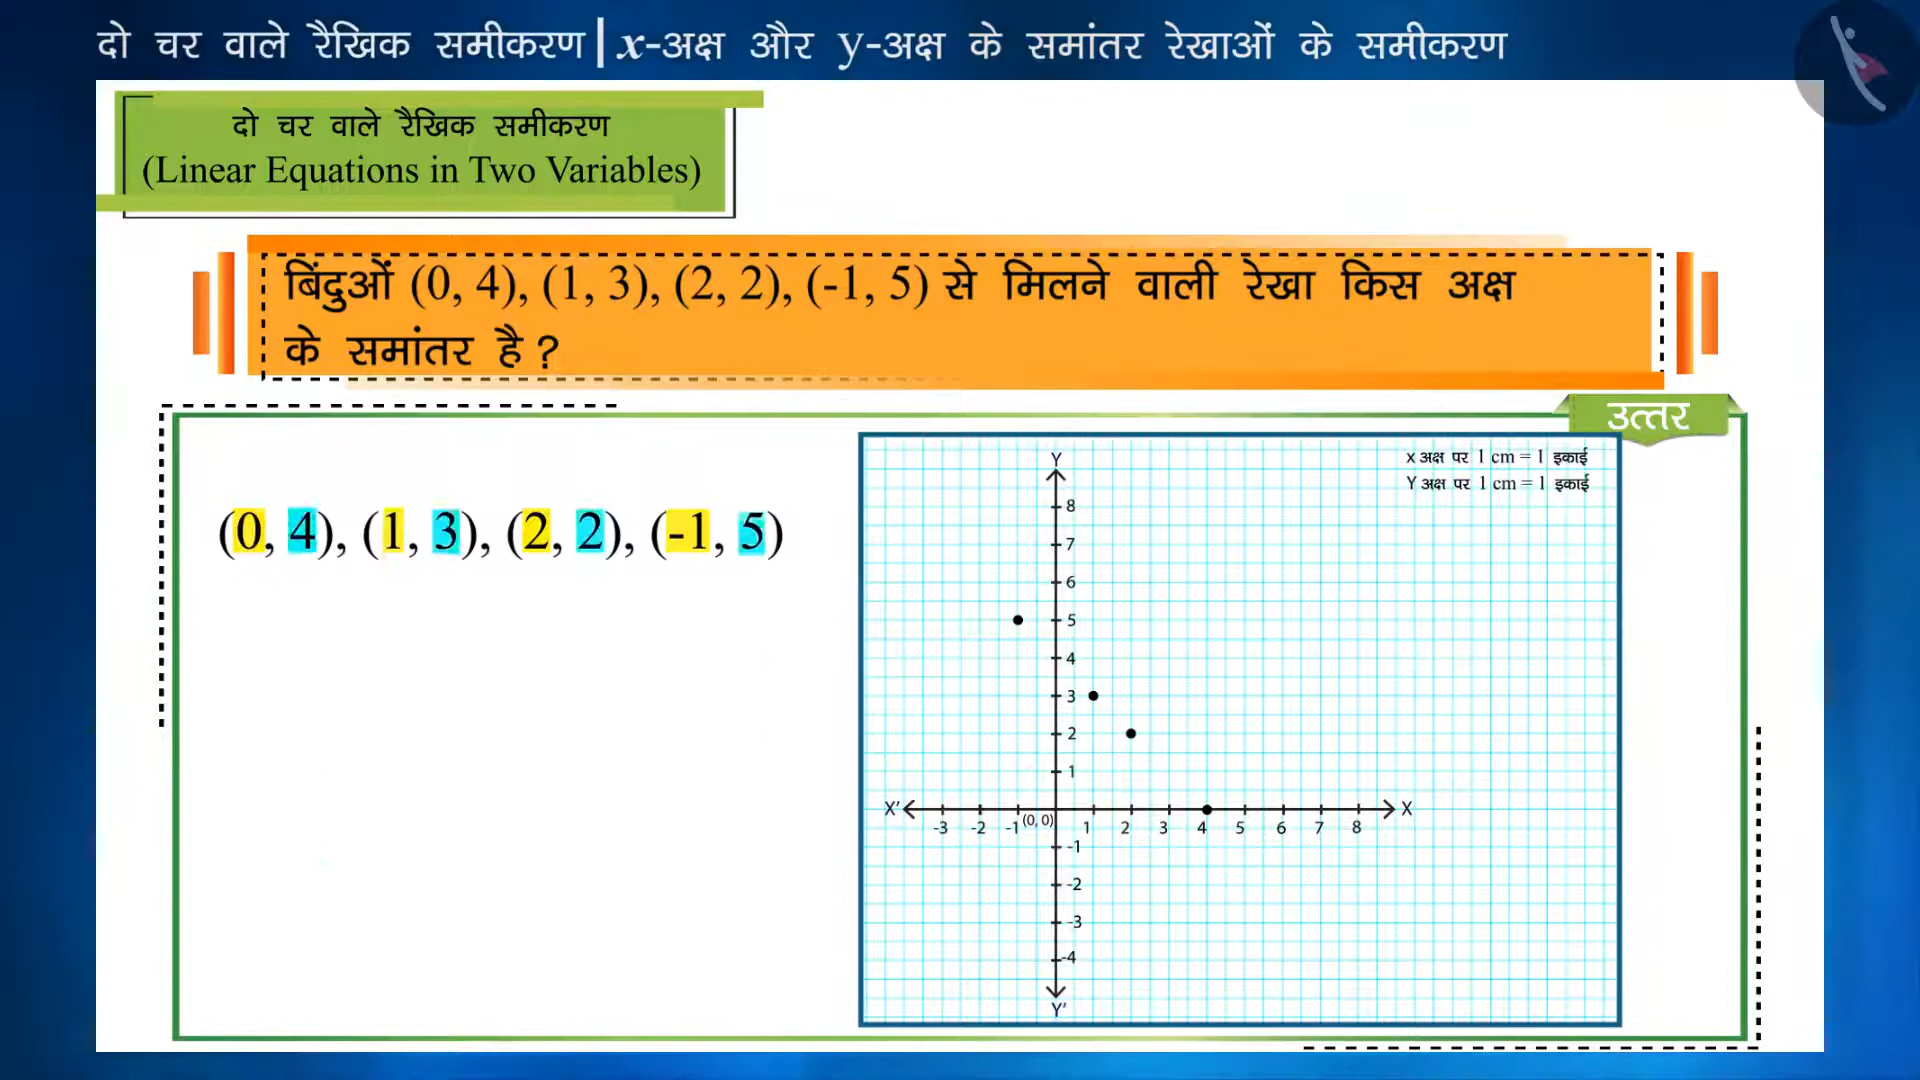 दो चर वाले रैखिक समीकरण | x-अक्ष और y-अक्ष के समांतर रेखाओं के समीकरण
दो चर वाले रैखिक समीकरण
(Linear Equations in Two Variables)
बिंदुओं (0, 4), (1, 3), (2, 2), (-1, 5) से मिलने वाली रेखा किस अक्ष
के समांतर है ?
उत्तर
(0, 4), (1, 3), (2, 2), (-1, 5)
x अक्ष पर 1 cm = 1 इकाई
Y अक्ष पर 1 cm = 1 इकाई
Y
8
7
6
5
4
3
2
1
X' X
(0, 0)
-3 -2 -1 1 2 3 4 5 6 7 8
-1
-2
-3
-4
Y'